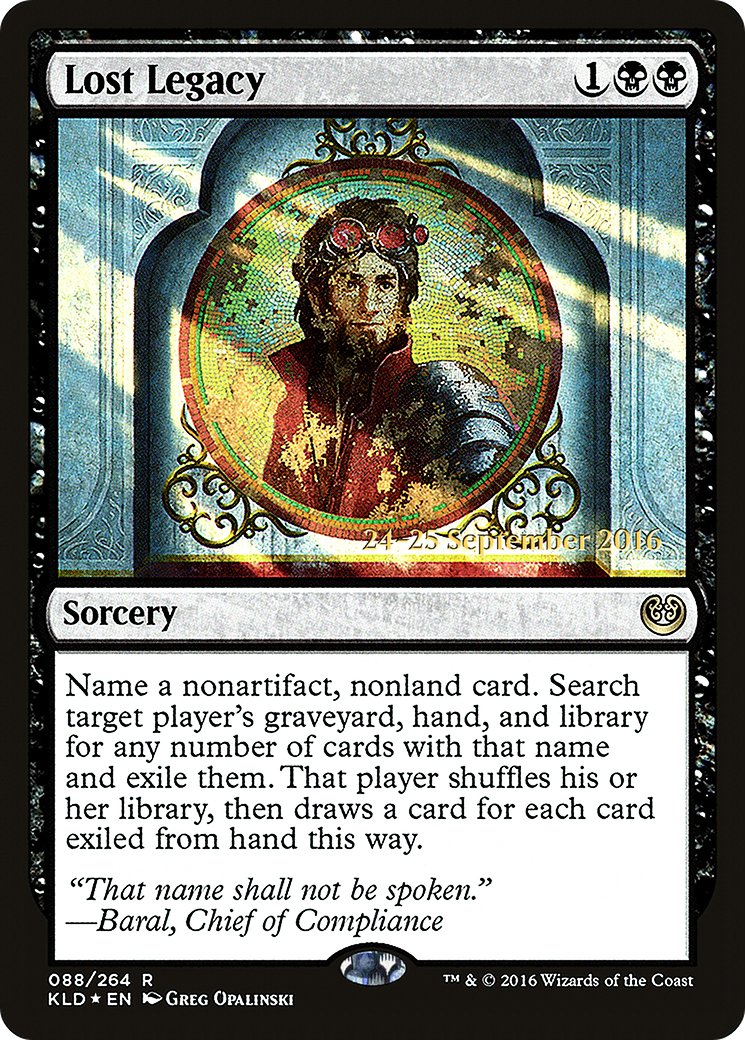 Lost Legacy 1
24–25 September 2016
Sorcery
Name a nonartifact, nonland card. Search
target player’s graveyard, hand, and library
for any number of cards with that name
and exile them. That player shuffles his or
her library, then draws a card for each card
exiled from hand this way.
“That name shall not be spoken.”
—Baral, Chief of Compliance
088/264 R
™ & © 2016 Wizards of the Coast
KLD★EN Greg Opalinski